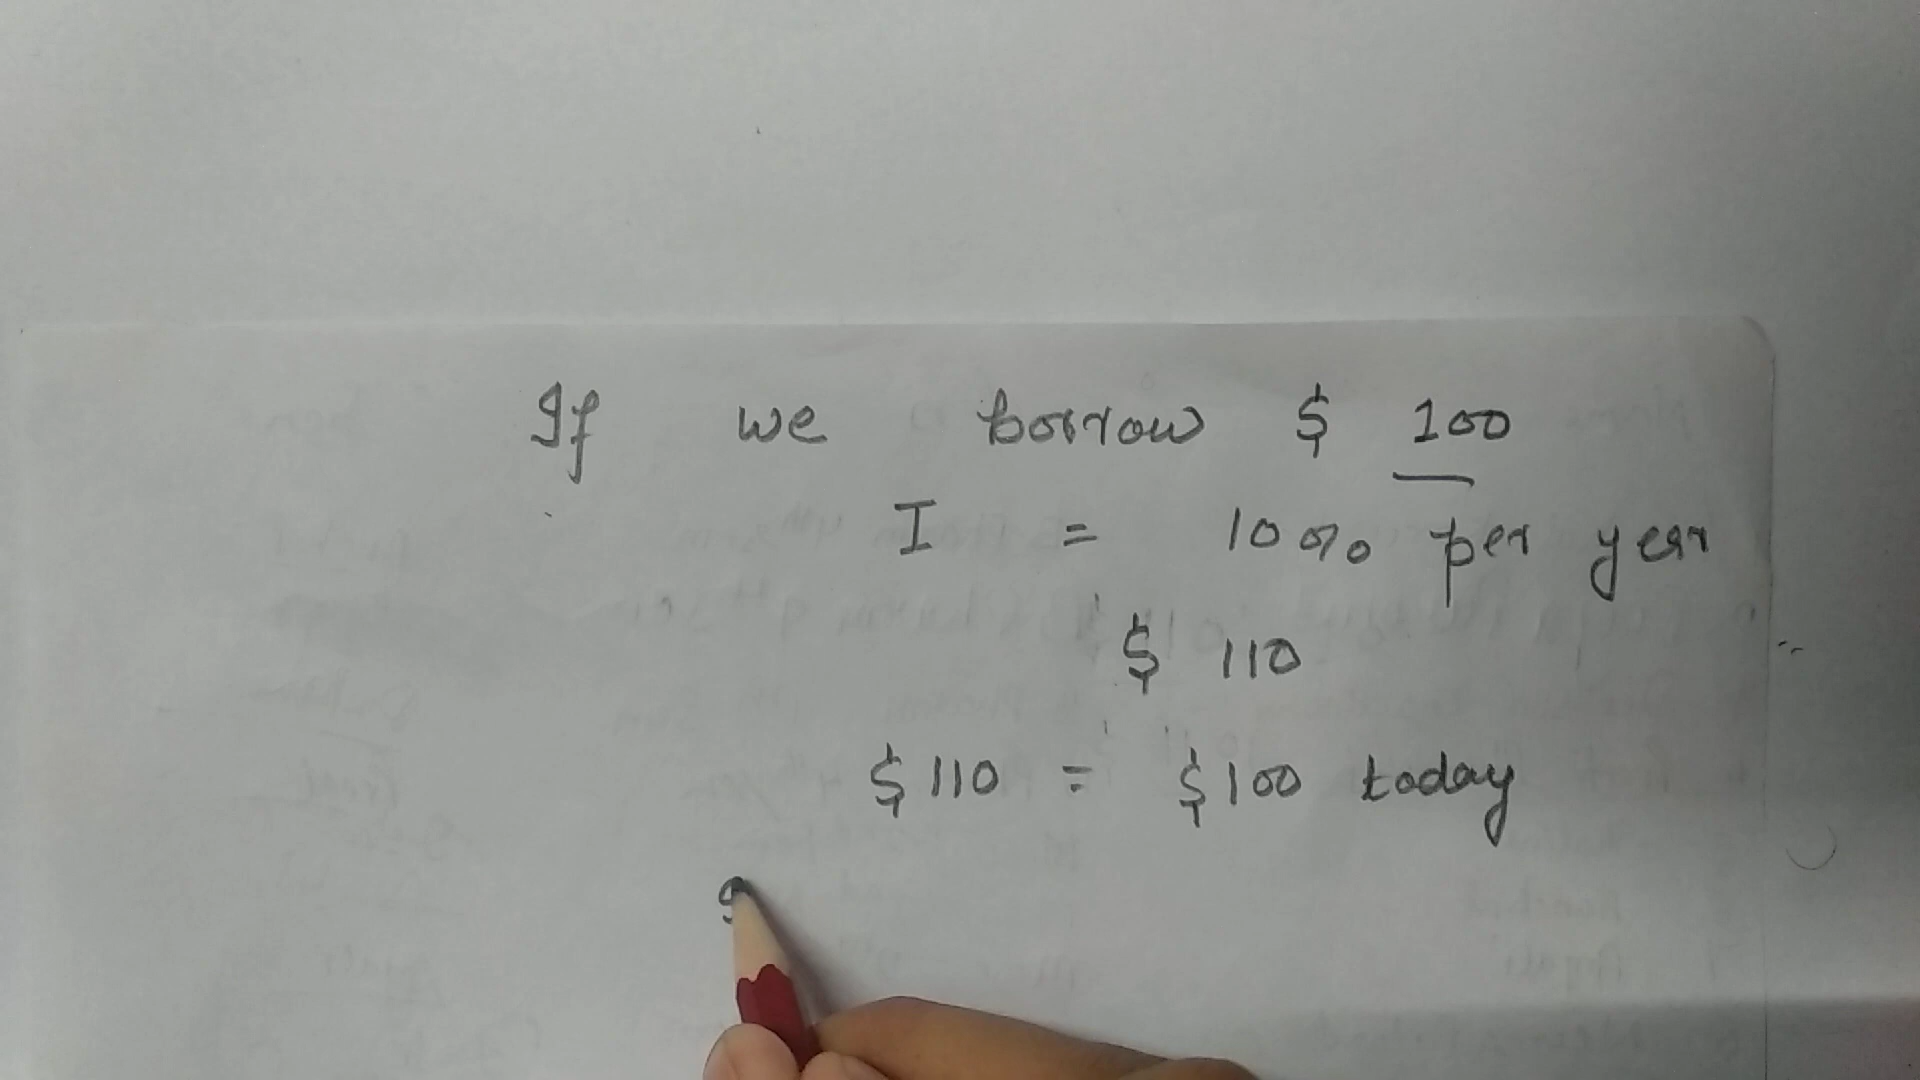 If we borrow $ 100
I = 10% per year
$ 110
$110 = $100 today